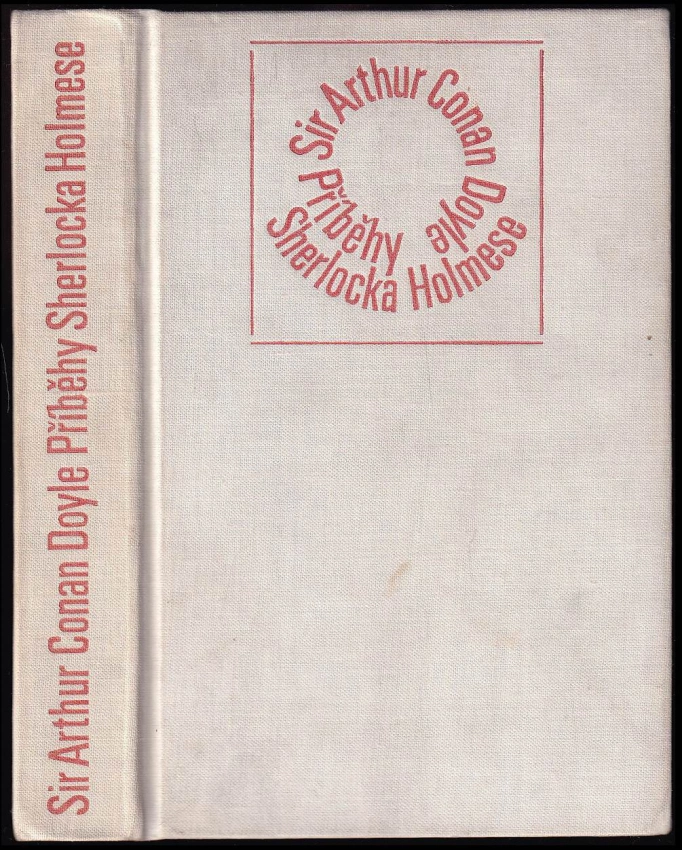 Sir Arthur Conan Doyle Příběhy Sherlocka Holmese
Sir Arthur Conan Doyle
Příběhy
Sherlocka Holmese